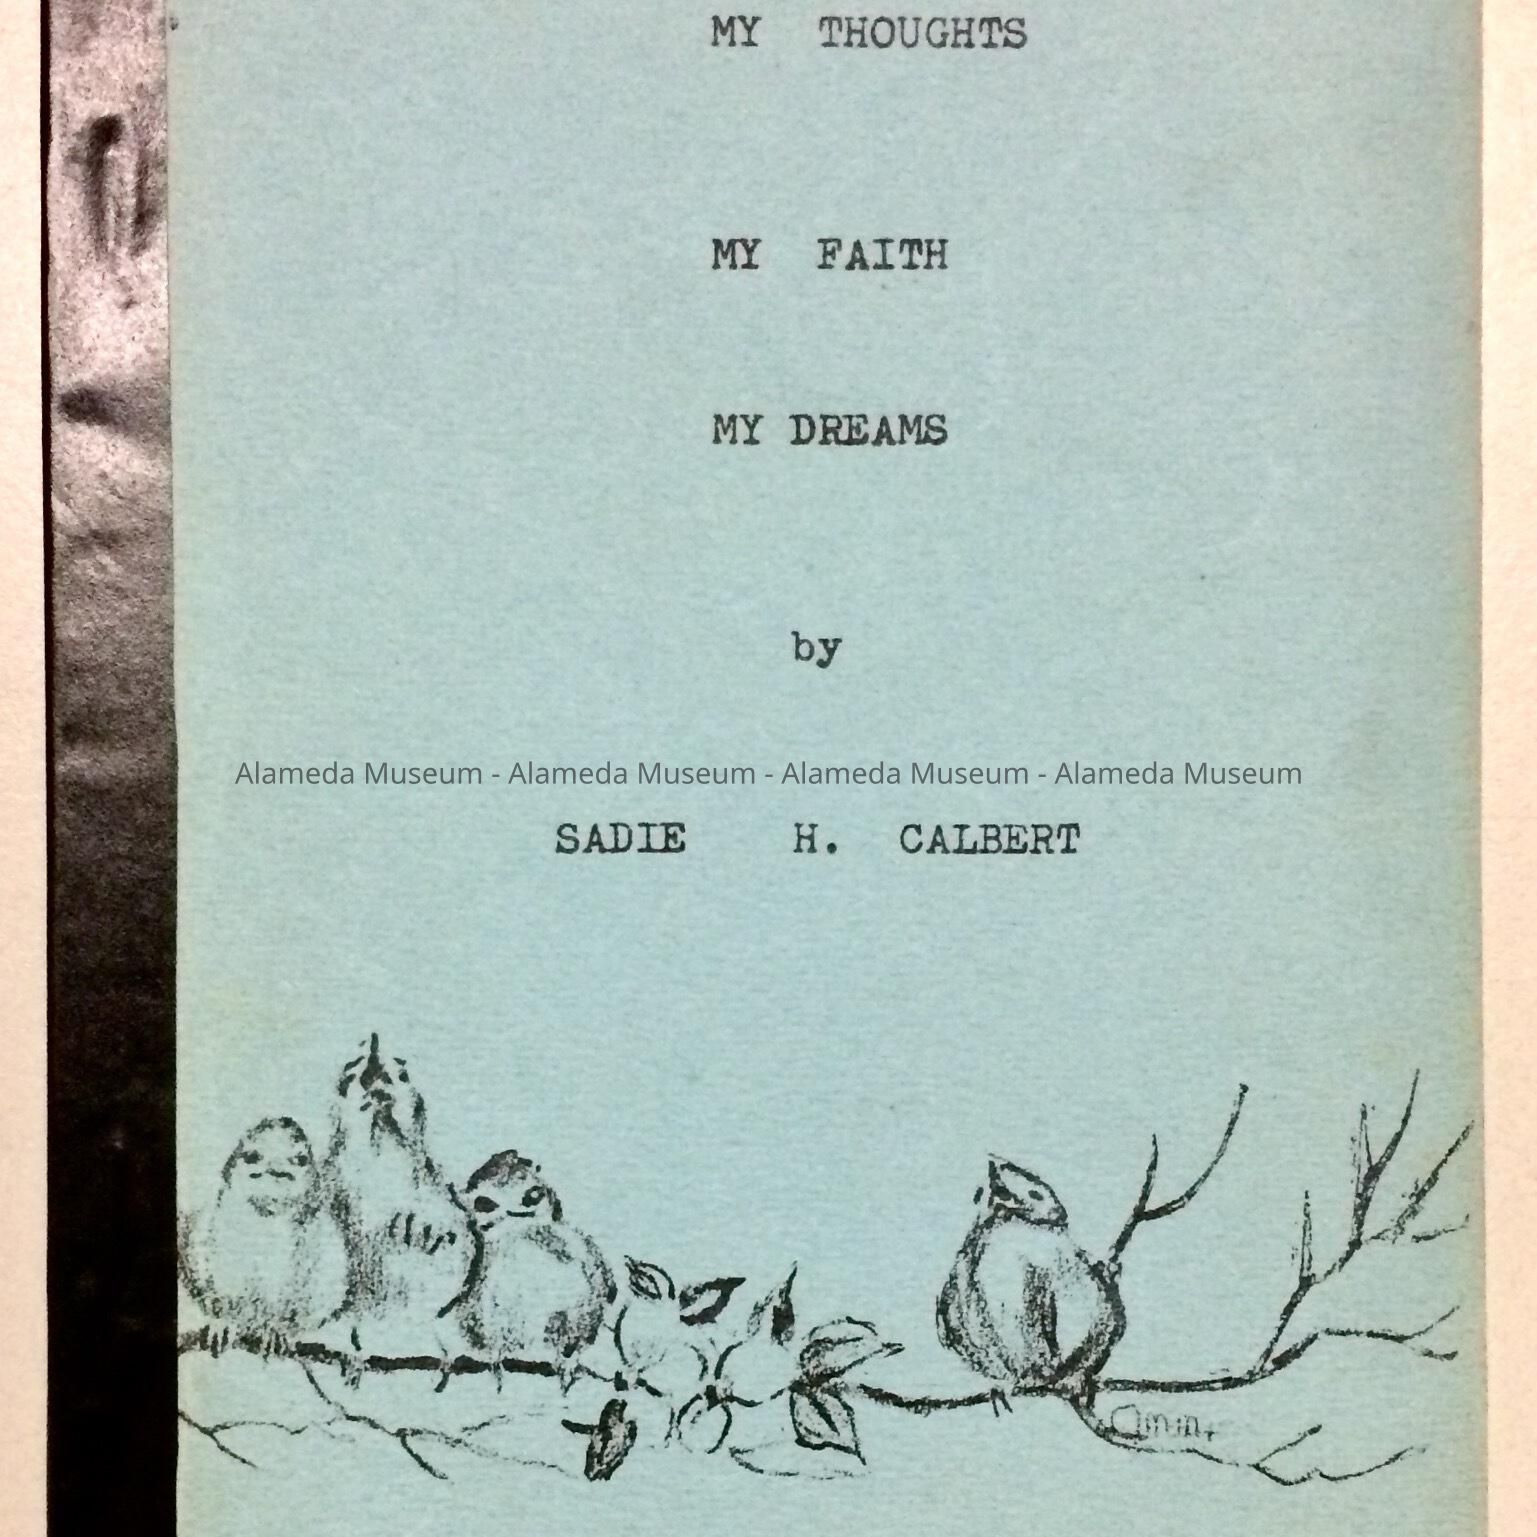 MY THOUGHTS
MY FAITH
MY DREAMS
by
Alameda Museum - Alameda Museum - Alameda Museum - Alameda Museum
SADIE H. CALBERT